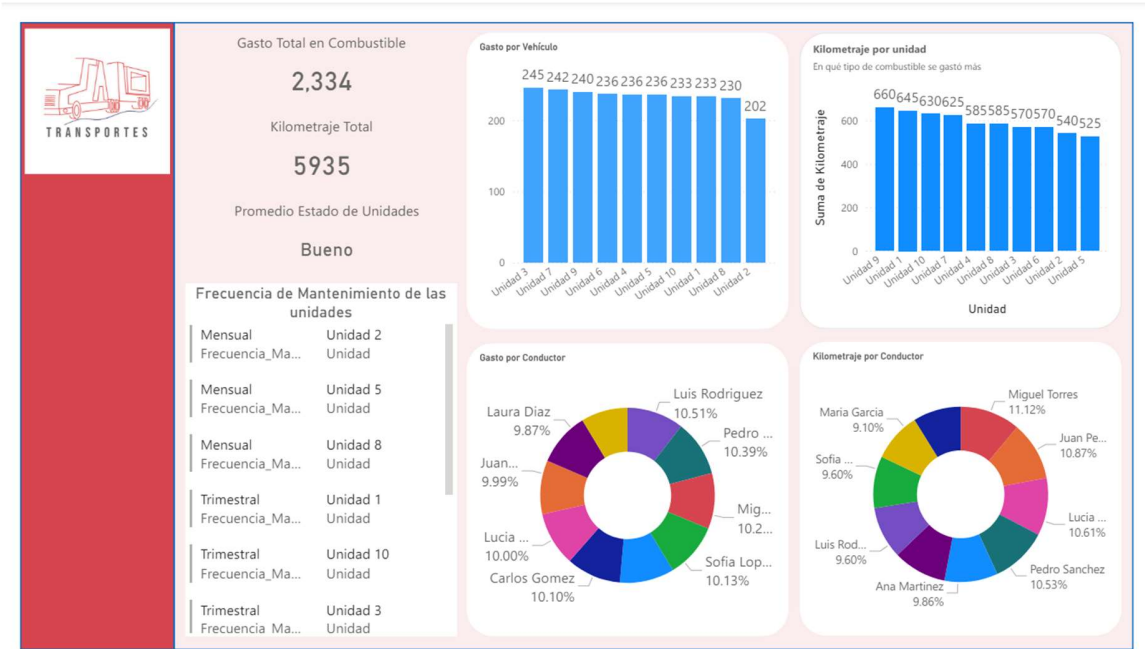 TRANSPORTES
Gasto Total en Combustible
2,334
Kilometraje Total
5935
Promedio Estado de Unidades
Bueno
Frecuencia de Mantenimiento de las
unidades
Mensual Unidad 2
Frecuencia_Ma... Unidad
Mensual Unidad 5
Frecuencia_Ma... Unidad
Mensual Unidad 8
Frecuencia_Ma... Unidad
Trimestral Unidad 1
Frecuencia_Ma... Unidad
Trimestral Unidad 10
Frecuencia_Ma... Unidad
Trimestral Unidad 3
Frecuencia_Ma... Unidad
Gasto por Vehículo
245 242 240 236 236 236 233 233 230 202
200
100
0
Unidad 3 Unidad 7 Unidad 9 Unidad 6 Unidad 4 Unidad 5 Unidad 10 Unidad 1 Unidad 8 Unidad 2
Kilometraje por unidad
En qué tipo de combustible se gastó más
660 645 630 625 585 585 570 570 540 525
600
400
200
0
Suma de Kilometraje
Unidad 9 Unidad 1 Unidad 10 Unidad 7 Unidad 4 Unidad 8 Unidad 3 Unidad 6 Unidad 2 Unidad 5
Unidad
Gasto por Conductor
Luis Rodriguez
10.51%
Pedro ...
10.39%
Mig...
10.2...
Sofia Lop...
10.13%
Carlos Gomez
10.10%
Lucia ...
10.00%
Juan...
9.99%
Laura Diaz
9.87%
Kilometraje por Conductor
Miguel Torres
11.12%
Juan Pe...
10.87%
Lucia ...
10.61%
Pedro Sanchez
10.53%
Ana Martinez
9.86%
Luis Rod...
9.60%
Sofia ...
9.60%
Maria Garcia
9.10%